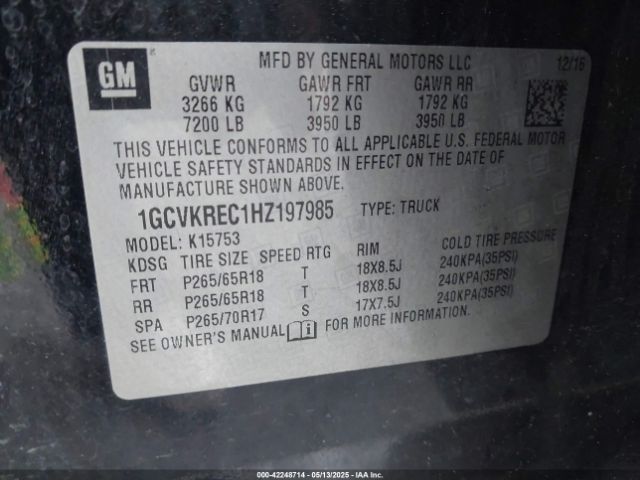 GM
MFD BY GENERAL MOTORS LLC 12/16
GVWR GAWR FRT GAWR RR
3266 KG 1792 KG 1792 KG
7200 LB 3950 LB 3950 LB
THIS VEHICLE CONFORMS TO ALL APPLICABLE U.S. FEDERAL MOTOR
VEHICLE SAFETY STANDARDS IN EFFECT ON THE DATE OF
MANUFACTURE SHOWN ABOVE.
1GCVKREC1HZ197985 TYPE: TRUCK
MODEL: K15753
KDSG TIRE SIZE SPEED RTG RIM COLD TIRE PRESSURE
FRT P265/65R18 T 18X8.5J 240KPA(35PSI)
RR P265/65R18 T 18X8.5J 240KPA(35PSI)
SPA P265/70R17 S 17X7.5J 240KPA(35PSI)
SEE OWNER'S MANUAL FOR MORE INFORMATION.
000-42248714 - 05/13/2025 - IAA Inc.